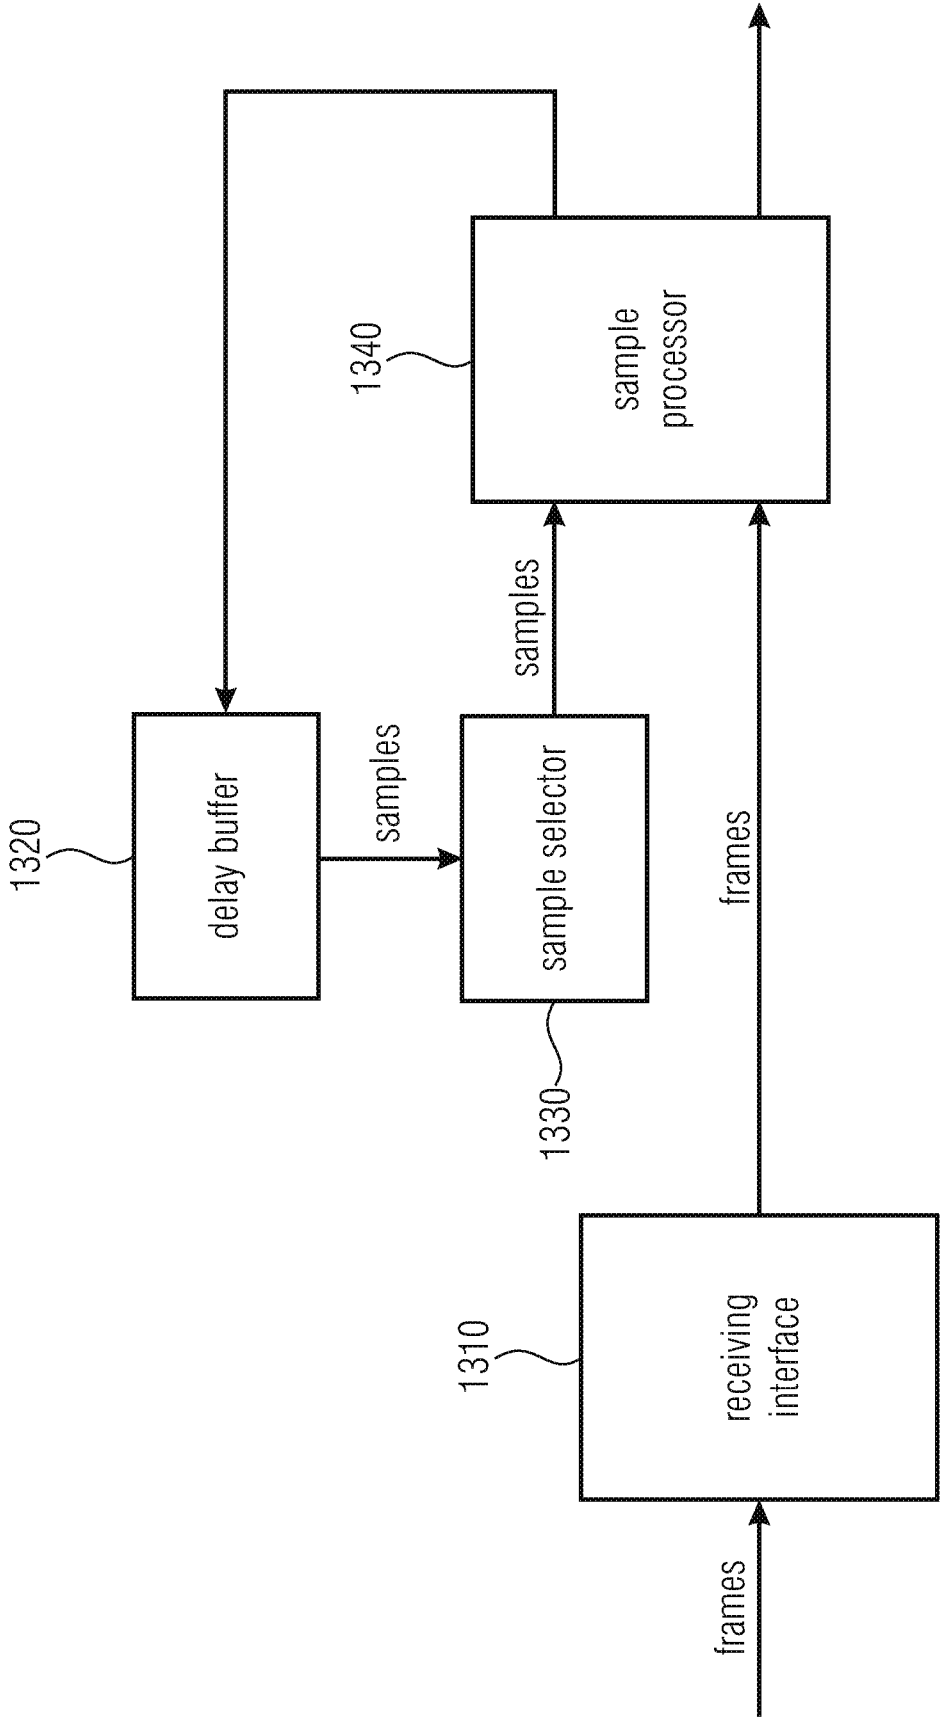 1320
delay buffer
samples
1330
sample selector
samples
1340
sample
processor
frames
1310
receiving
interface
frames